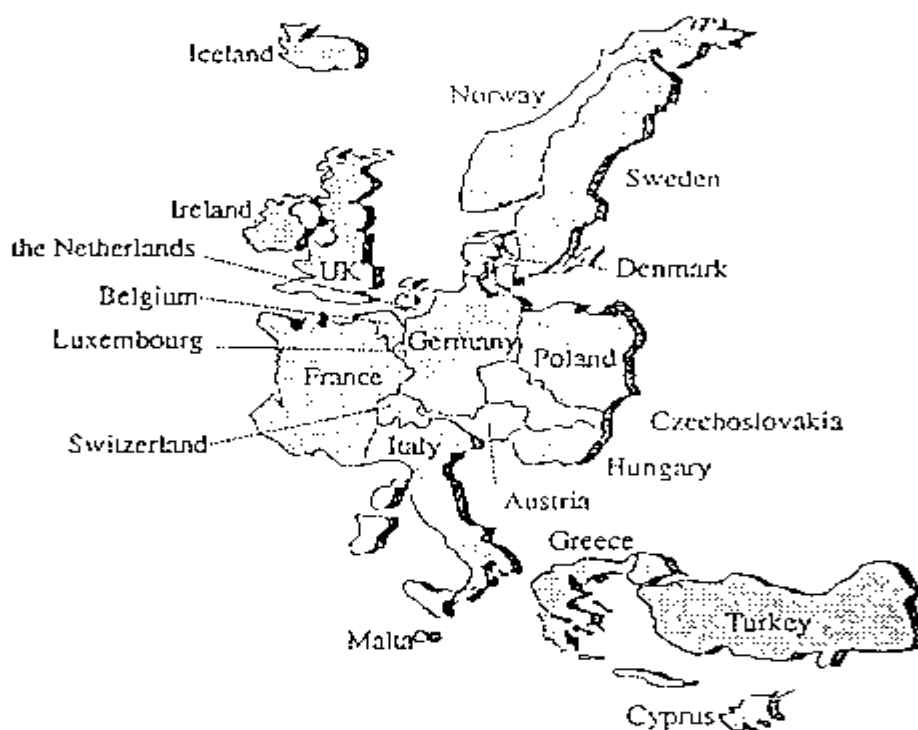 Iceland
Norway
Sweden
Ireland
the Netherlands
UK
Denmark
Belgium
Luxembourg
Germany
Poland
France
Czechoslovakia
Switzerland
Italy
Hungary
Austria
Greece
Turkey
Malta
Cyprus